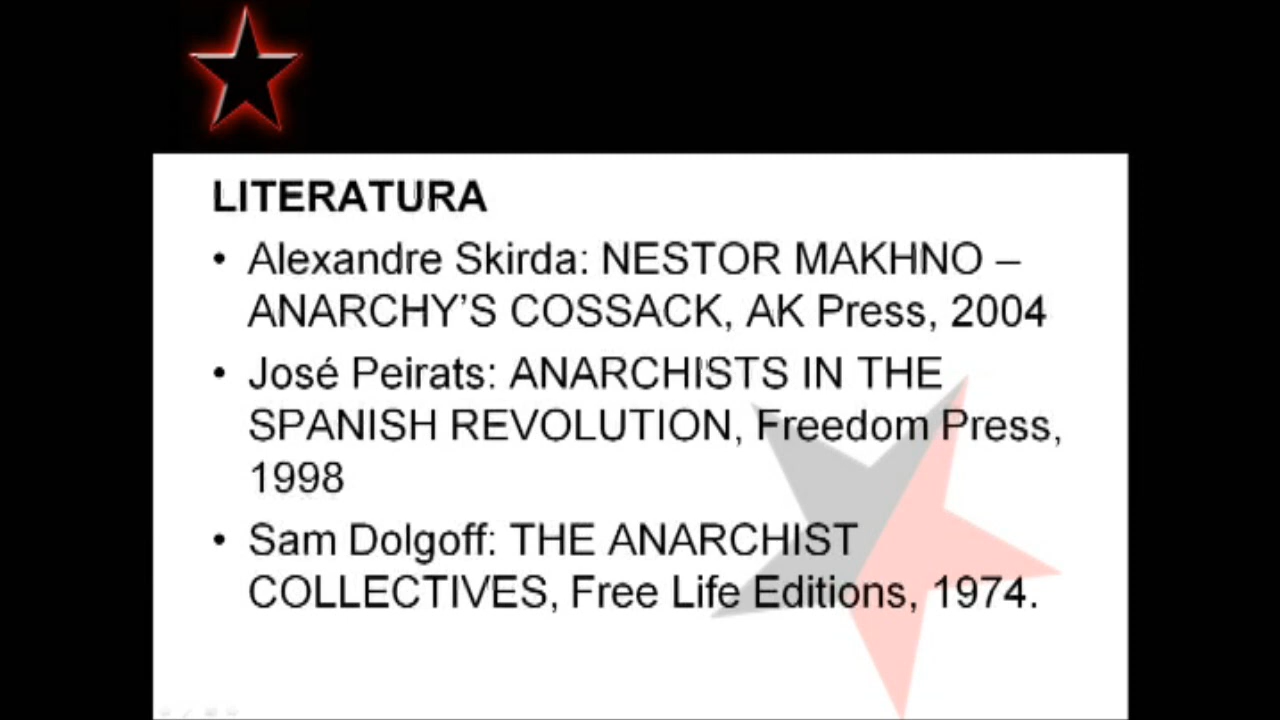 LITERATURA
• Alexandre Skirda: NESTOR MAKHNO –
ANARCHY’S COSSACK, AK Press, 2004
• José Peirats: ANARCHISTS IN THE
SPANISH REVOLUTION, Freedom Press,
1998
• Sam Dolgoff: THE ANARCHIST
COLLECTIVES, Free Life Editions, 1974.